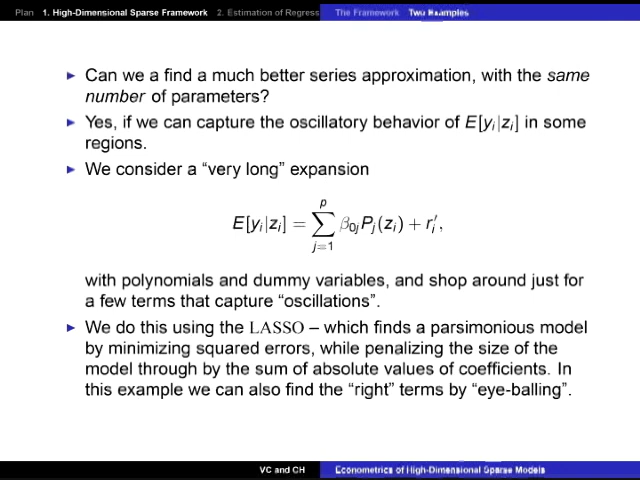 Plan 1. High-Dimensional Sparse Framework 2. Estimation of Regress The Framework Two Examples
Can we a find a much better series approximation, with the same
number of parameters?
Yes, if we can capture the oscillatory behavior of E[yᵢ|zᵢ] in some
regions.
We consider a “very long” expansion
E[yᵢ|zᵢ] = ∑_{j=1}^{p} β₀ⱼPⱼ(zᵢ) + r′ᵢ,
with polynomials and dummy variables, and shop around just for
a few terms that capture “oscillations”.
We do this using the LASSO – which finds a parsimonious model
by minimizing squared errors, while penalizing the size of the
model through by the sum of absolute values of coefficients. In
this example we can also find the “right” terms by “eye-balling”.
VC and CH Econometrics of High-Dimensional Sparse Models